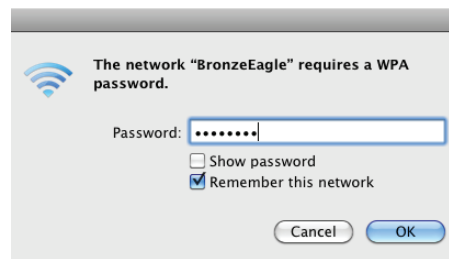 The network “BronzeEagle” requires a WPA
password.
Password: ••••••••
Show password
Remember this network
Cancel OK